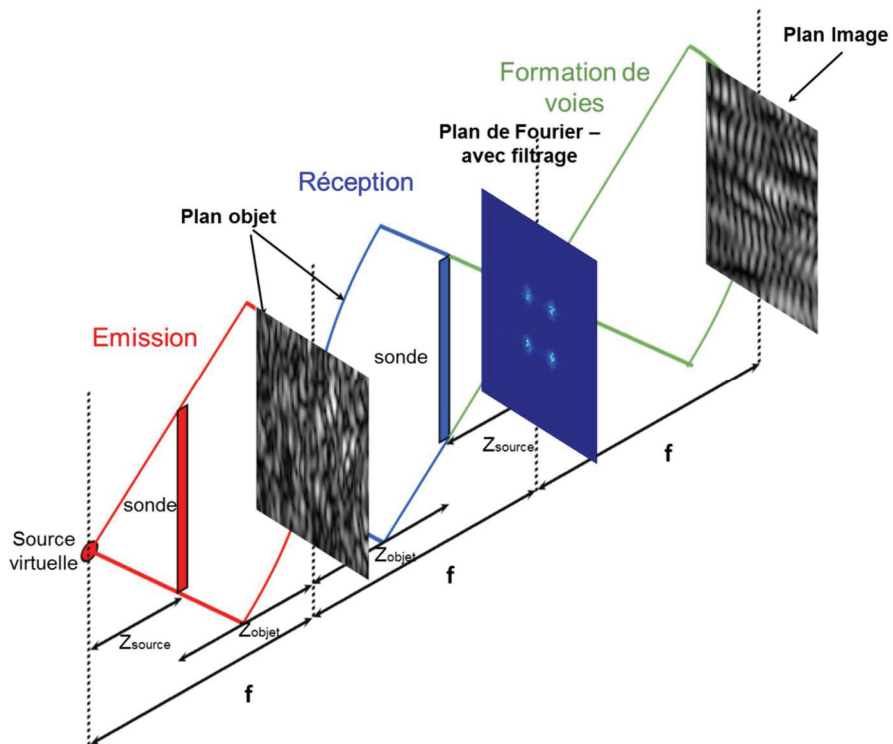 Plan Image
Formation de
voies
Plan de Fourier –
avec filtrage
Réception
Plan objet
Emission
sonde
sonde
Zsource
f
Source
virtuelle
Zobjet
f
Zsource
Zobjet
f